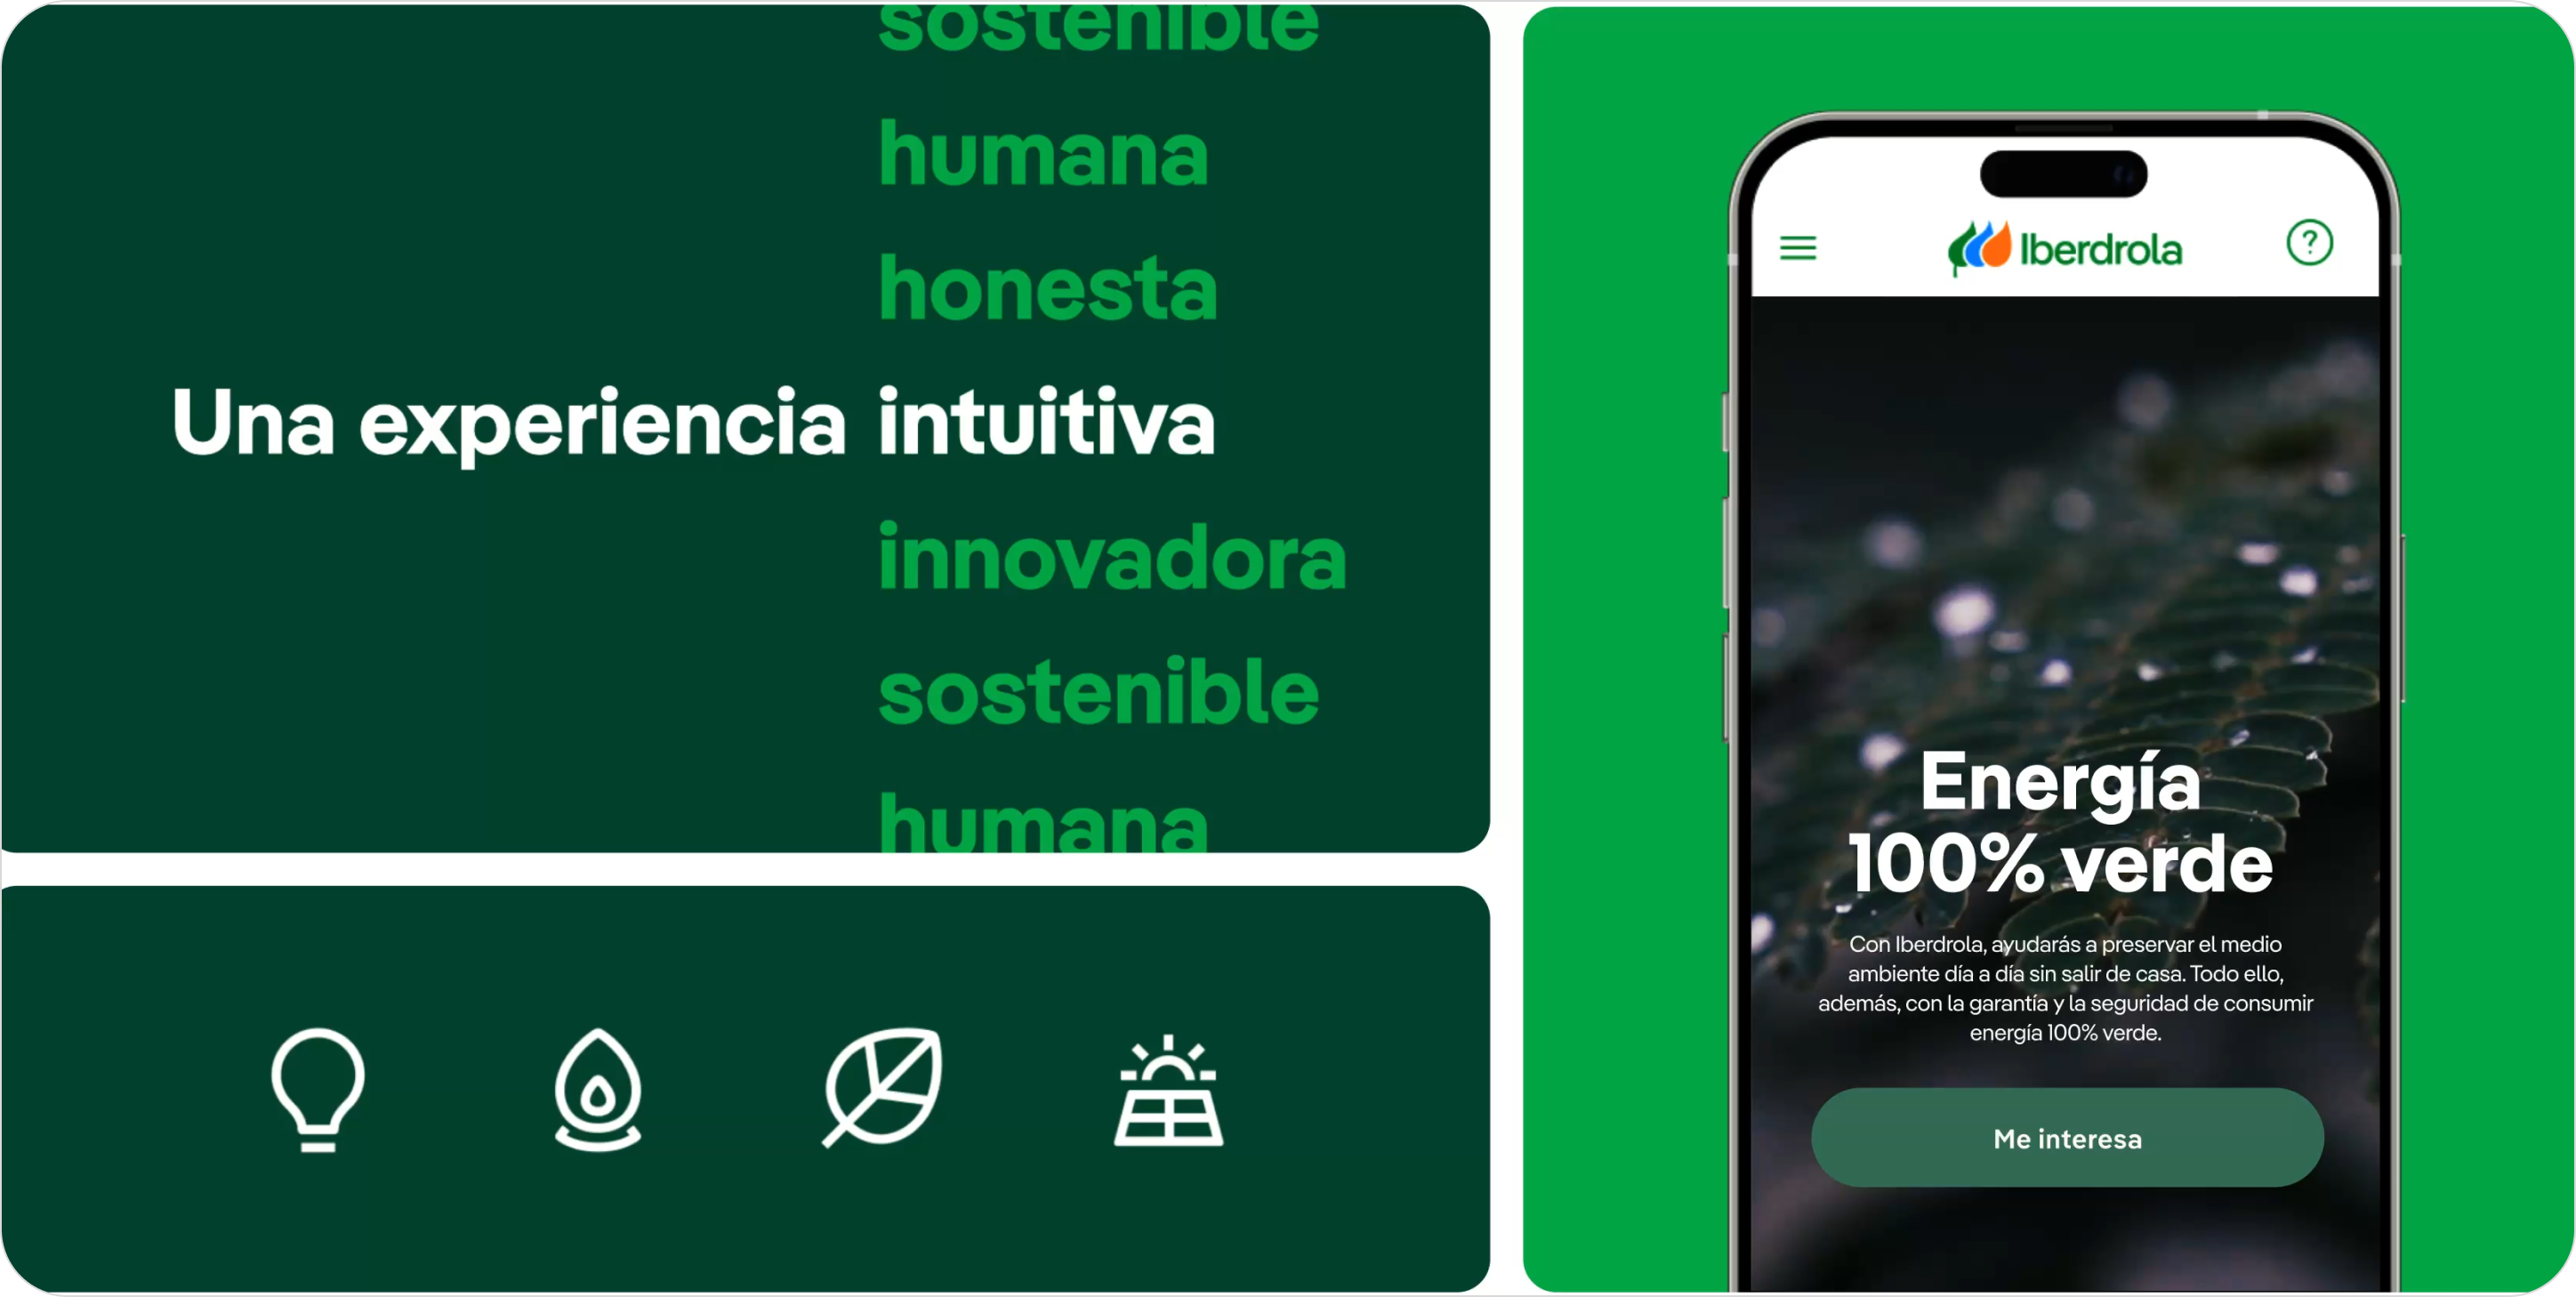 sostenible
humana
honesta
Una experiencia intuitiva
innovadora
sostenible
humana
Iberdrola
?
Energía
100% verde
Con Iberdrola, ayudarás a preservar el medio
ambiente día a día sin salir de casa. Todo ello,
además, con la garantía y la seguridad de consumir
energía 100% verde.
Me interesa